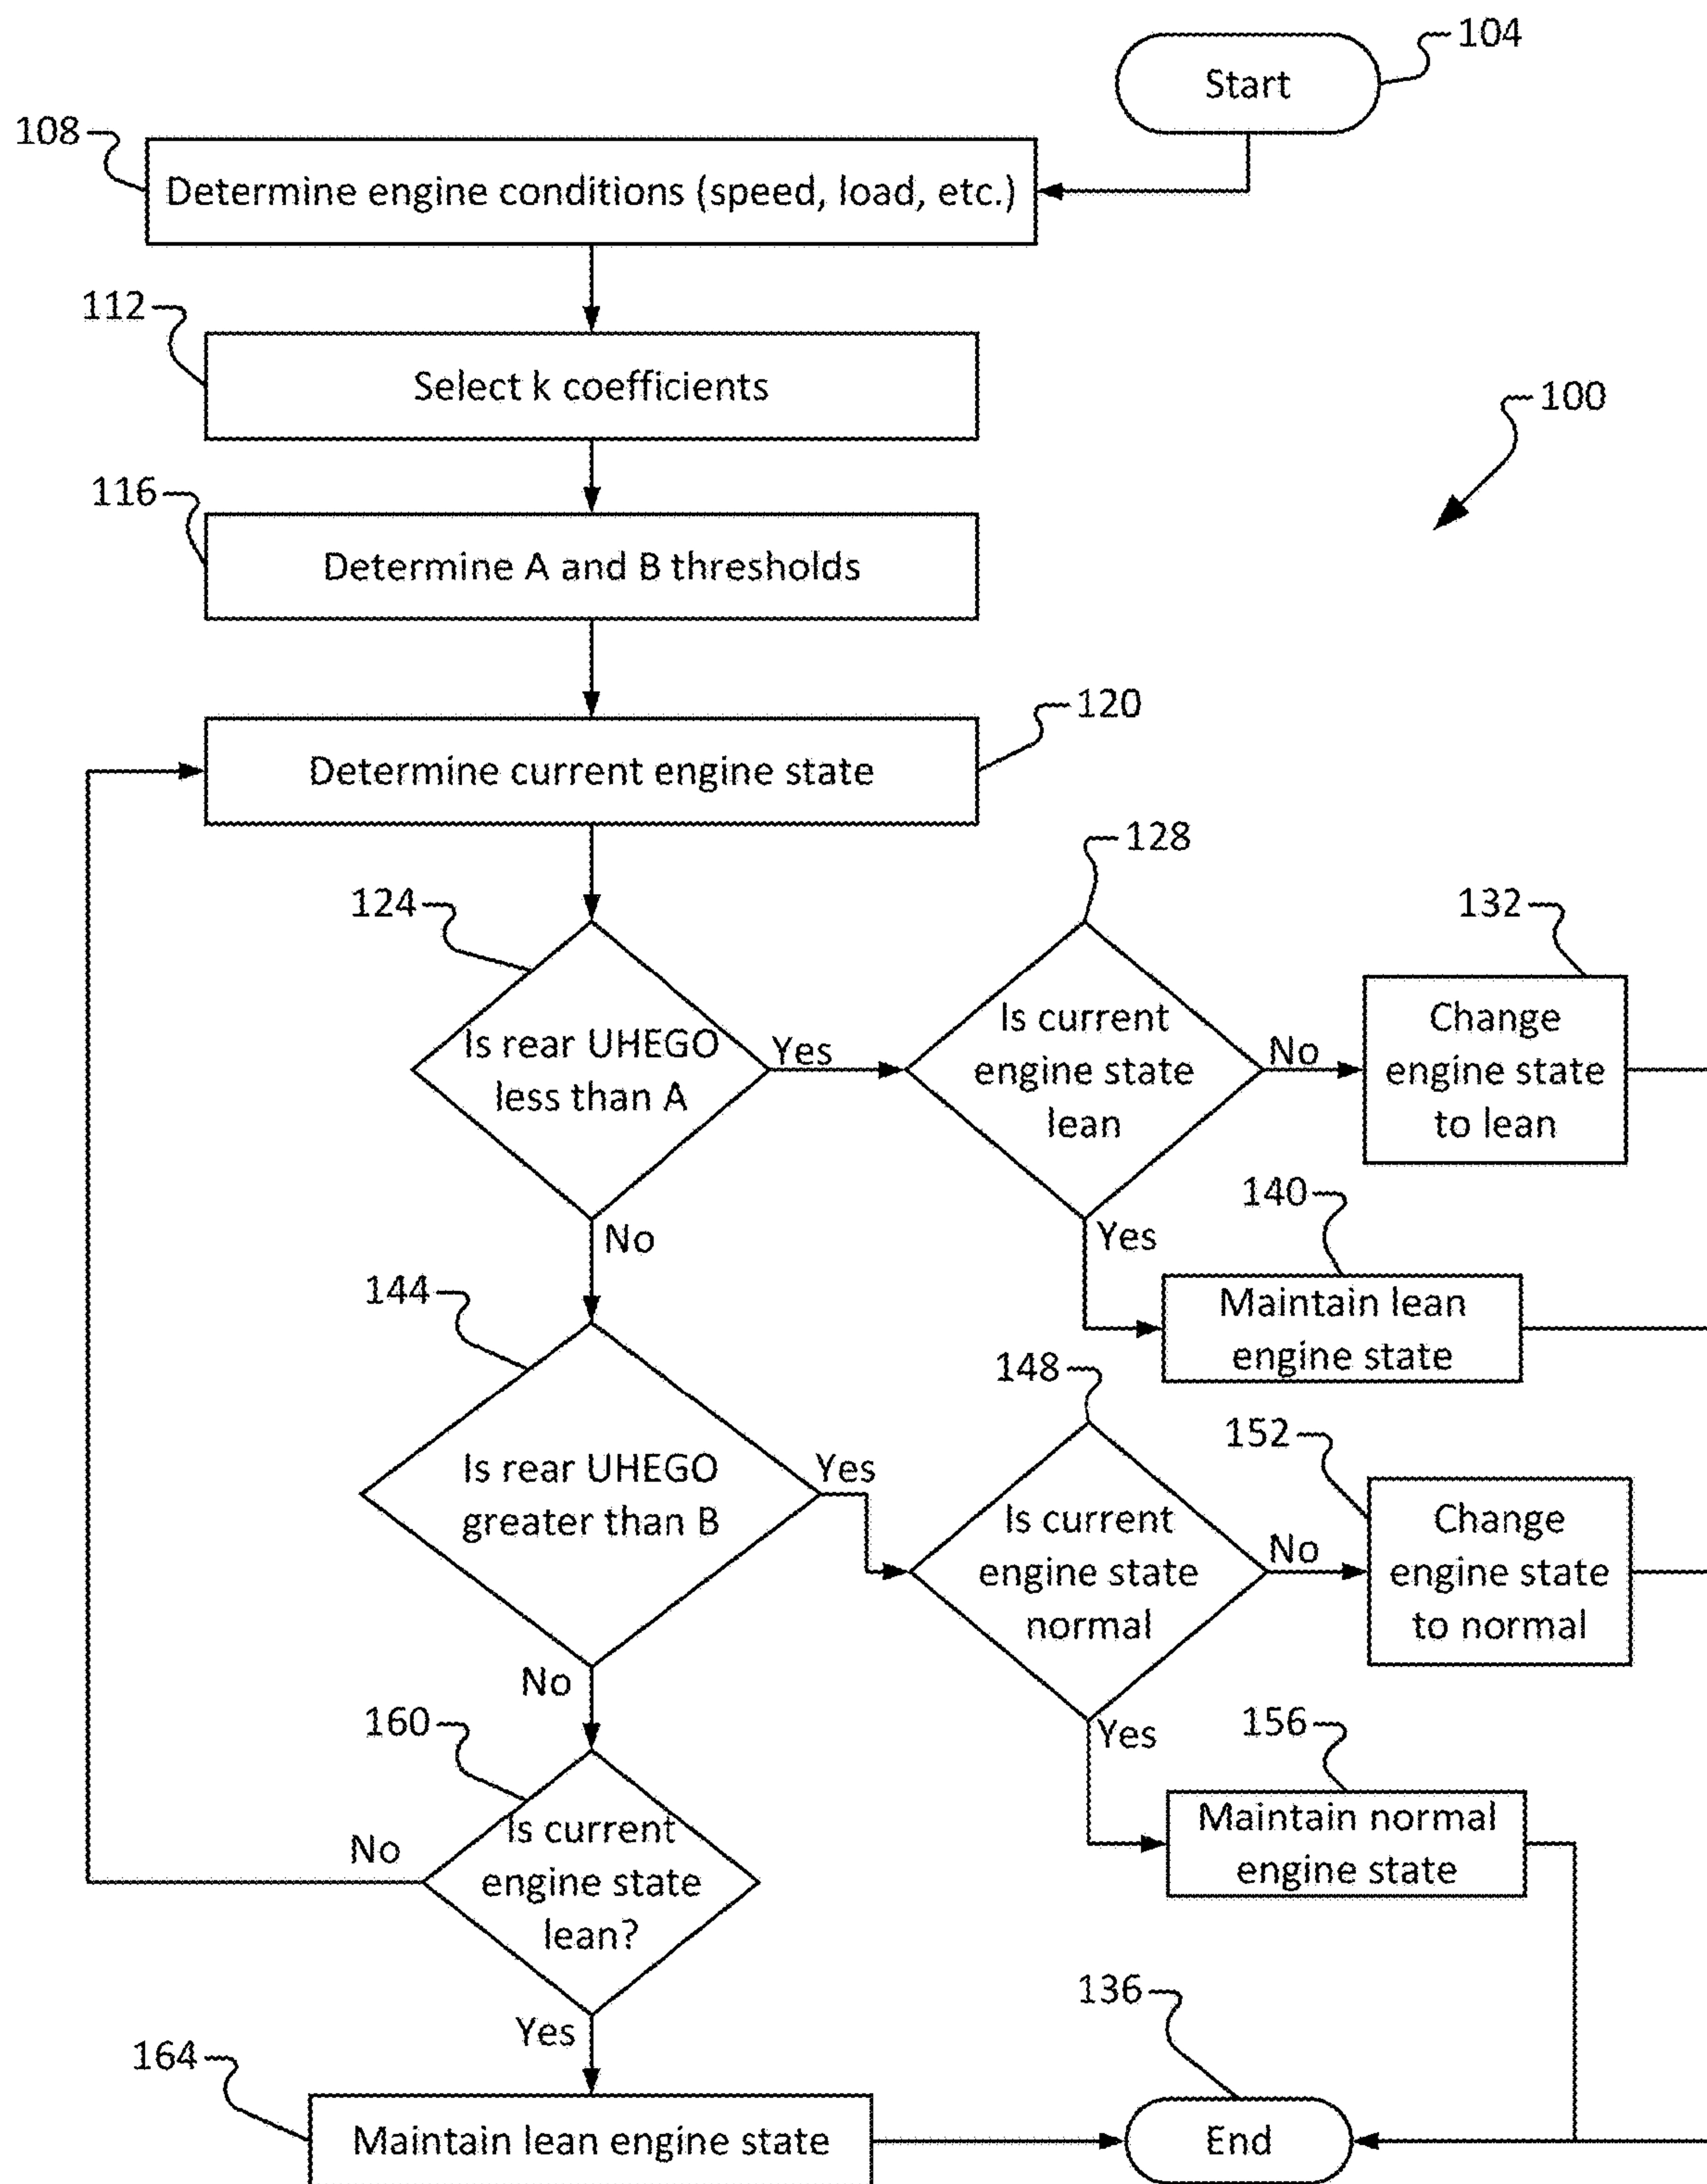 104
Start
108
Determine engine conditions (speed, load, etc.)
112
Select k coefficients
100
116
Determine A and B thresholds
120
Determine current engine state
128
124
132
Is rear UHEGO
less than A
Yes
Is current
engine state
lean
No
Change
engine state
to lean
140
No
Yes
Maintain lean
engine state
144
148
152
Is rear UHEGO
greater than B
Yes
Is current
engine state
normal
No
Change
engine state
to normal
No
160
Yes
156
Maintain normal
engine state
No
Is current
engine state
lean?
136
Yes
164
Maintain lean engine state
End